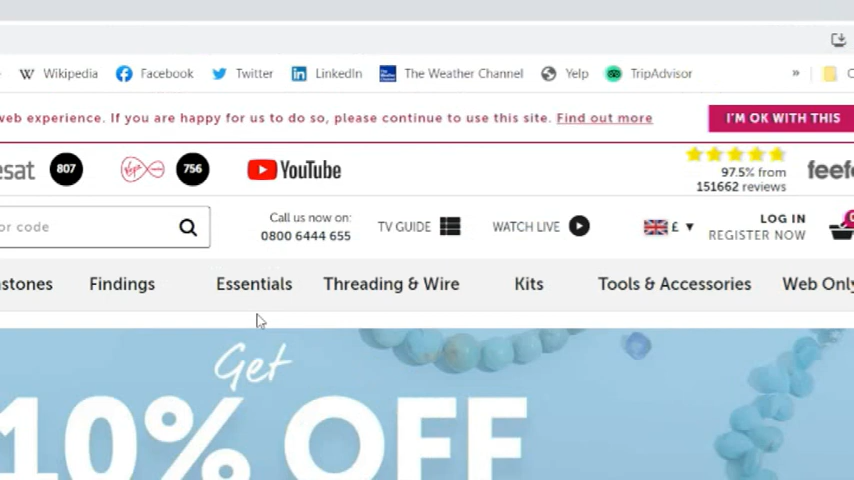 Wikipedia Facebook Twitter LinkedIn The Weather Channel Yelp TripAdvisor »
web experience. If you are happy for us to do so, please continue to use this site. Find out more I'M OK WITH THIS
esat 807 Virgin 756 YouTube 97.5% from
151662 reviews feefo
or code Call us now on:
0800 6444 655 TV GUIDE WATCH LIVE £ LOG IN
REGISTER NOW
stones Findings Essentials Threading & Wire Kits Tools & Accessories Web Only
Get
10% OFF